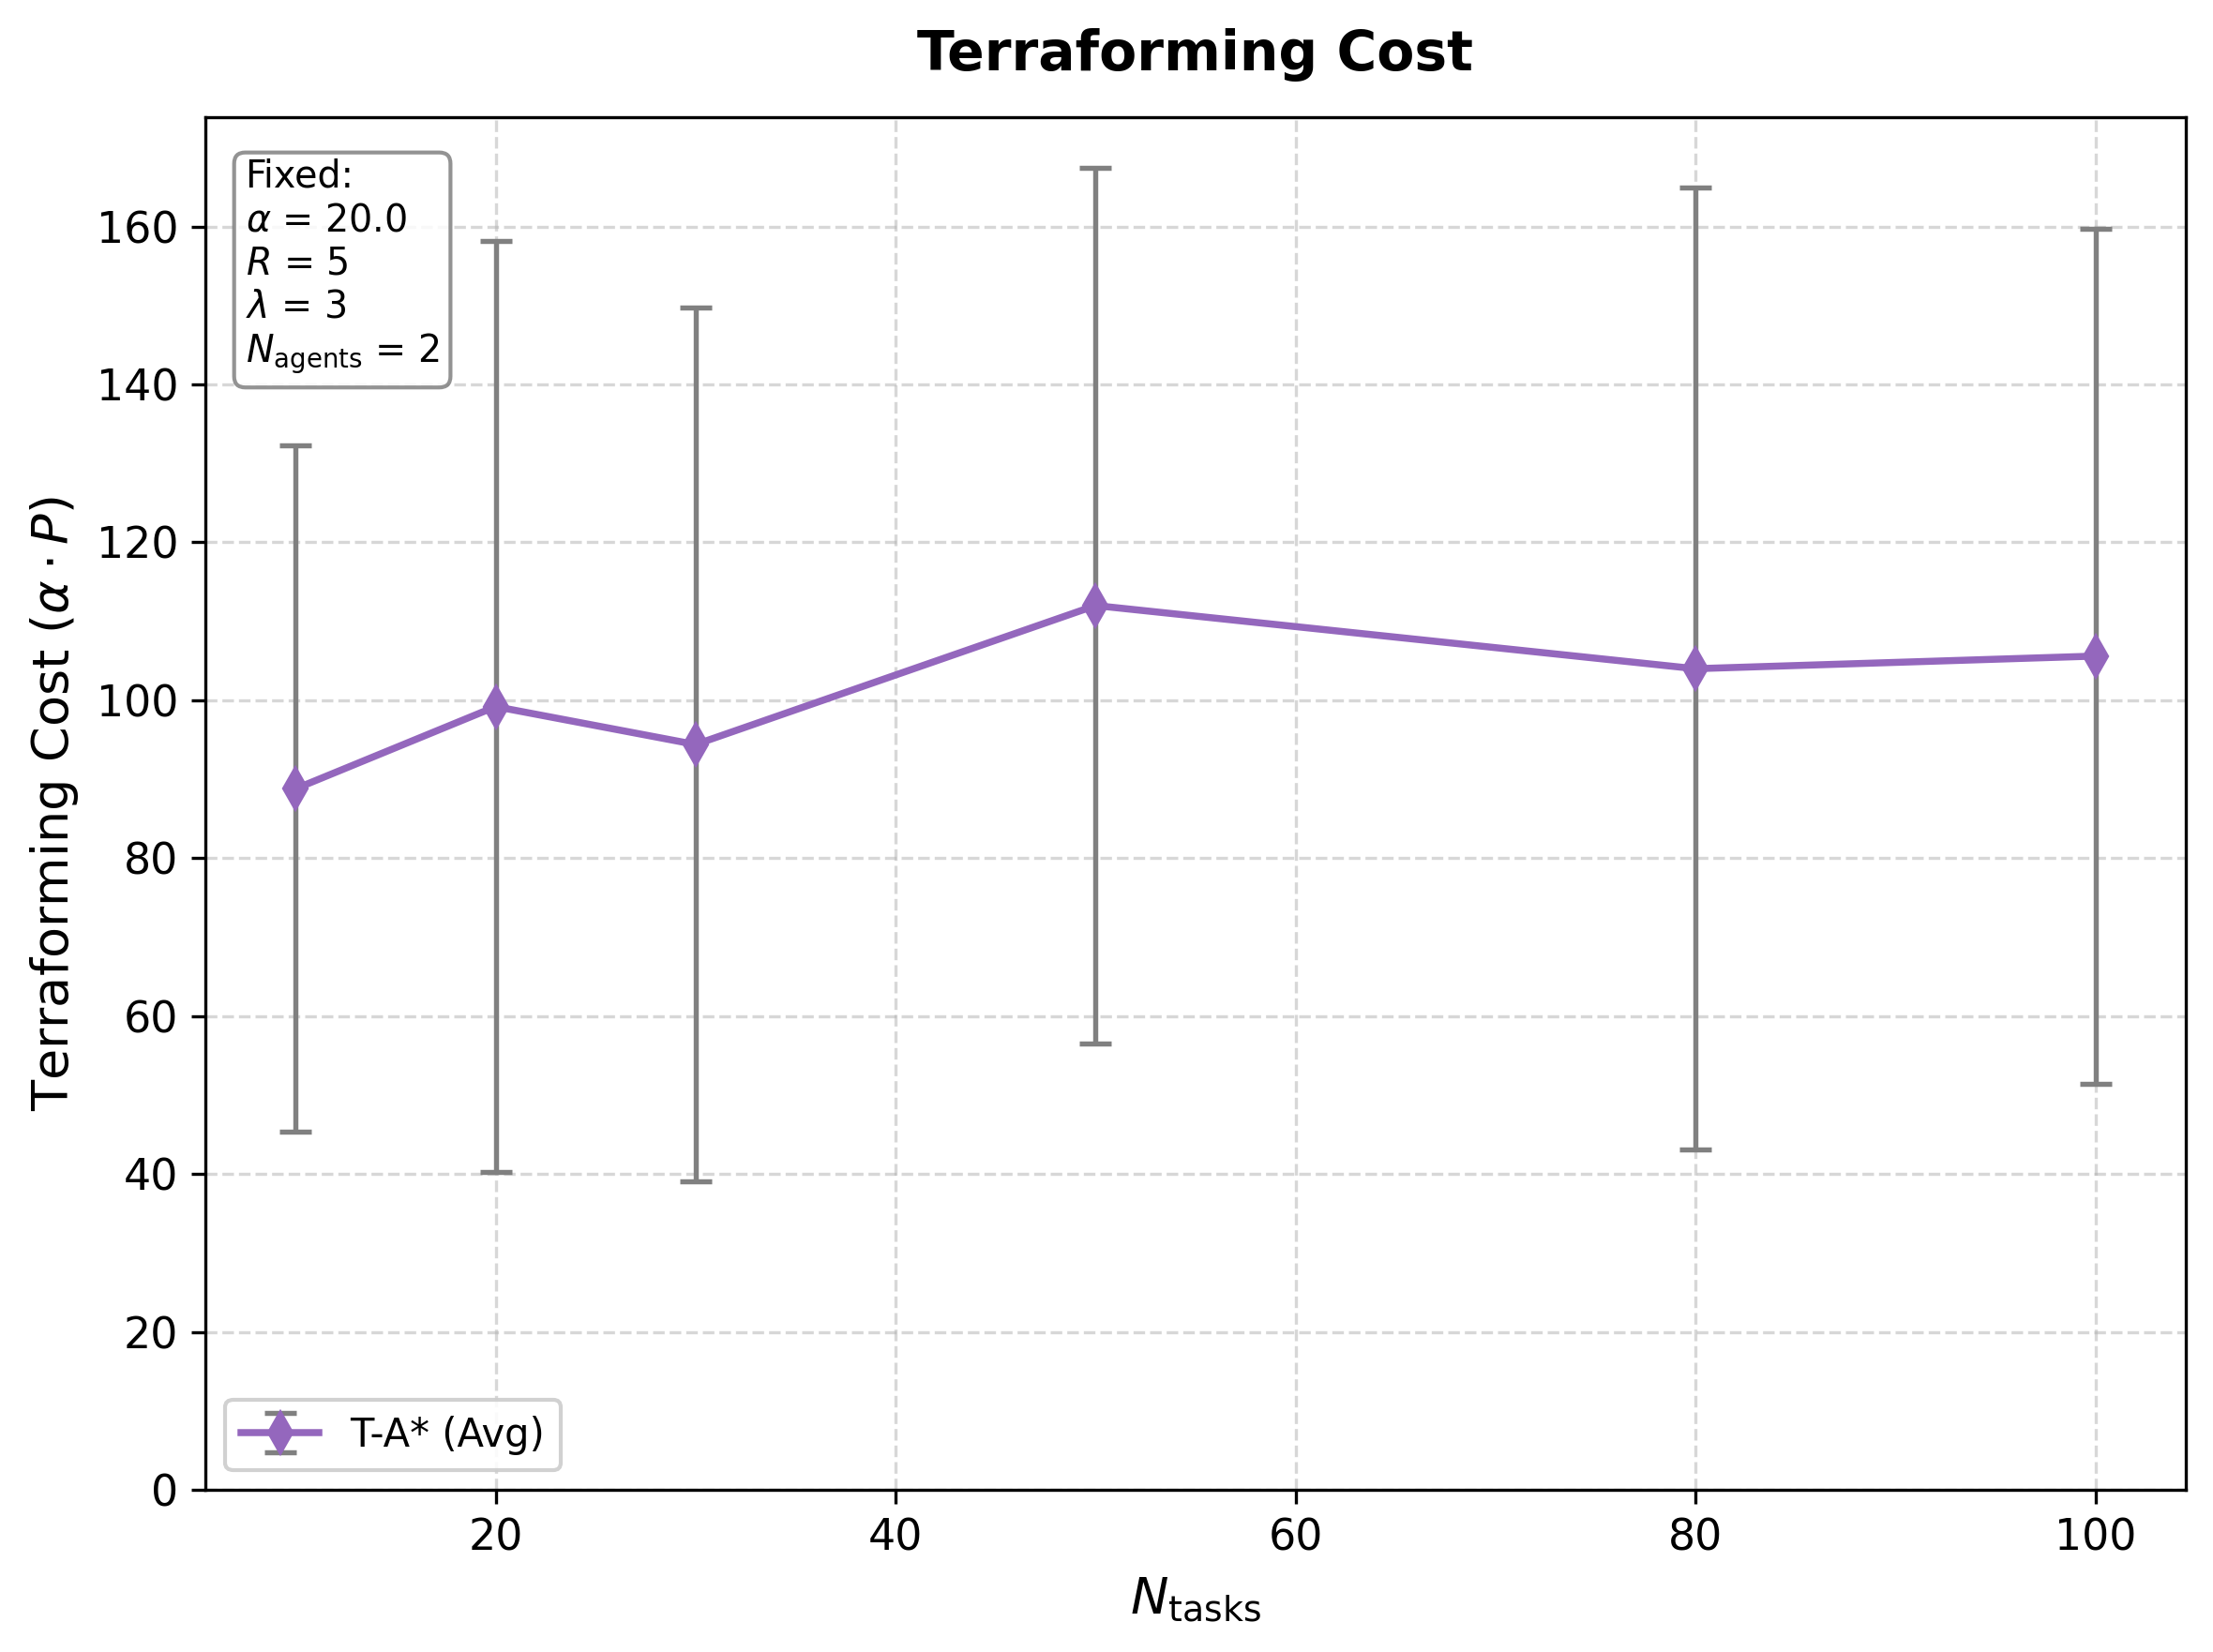 Terraforming Cost
Fixed:
α = 20.0
R = 5
λ = 3
N_agents = 2
Terraforming Cost (α · P)
160
140
120
100
80
60
40
20
0
T-A* (Avg)
20 40 60 80 100
N_tasks